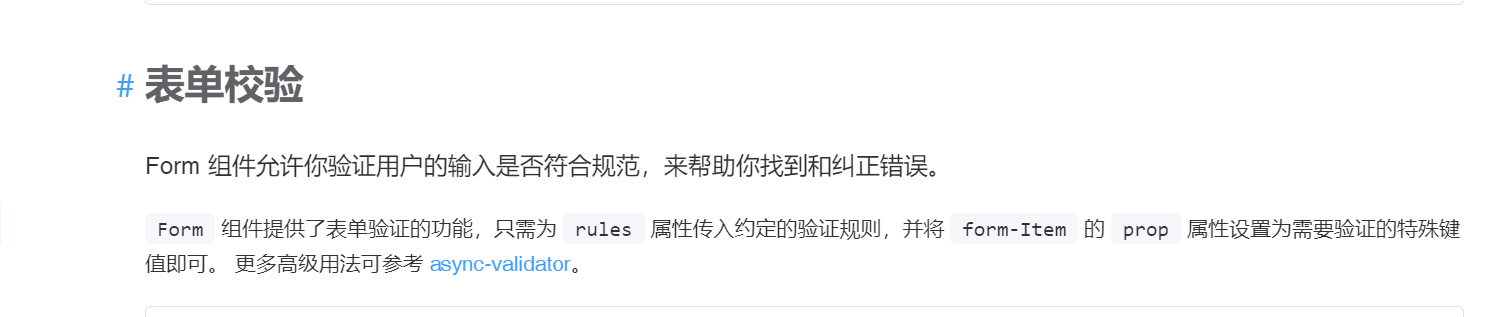 # 表单校验
Form 组件允许你验证用户的输入是否符合规范，来帮助你找到和纠正错误。
Form 组件提供了表单验证的功能，只需为 rules 属性传入约定的验证规则，并将 form-Item 的 prop 属性设置为需要验证的特殊键
值即可。 更多高级用法可参考 async-validator。